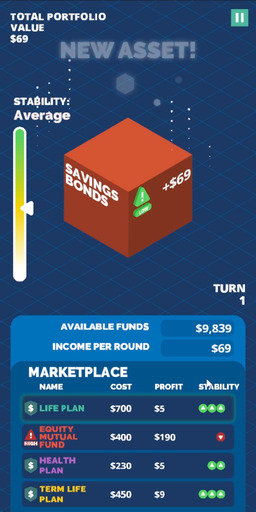 TOTAL PORTFOLIO
VALUE
$69
NEW ASSET!
STABILITY:
Average
SAVINGS
BONDS
LOW
+$69
TURN
1
AVAILABLE FUNDS $9,839
INCOME PER ROUND $69
MARKETPLACE
NAME COST PROFIT STABILITY
$ LIFE PLAN $700 $5
HIGH EQUITY MUTUAL FUND $400 $190
$ HEALTH PLAN $230 $5
$ TERM LIFE PLAN $450 $9